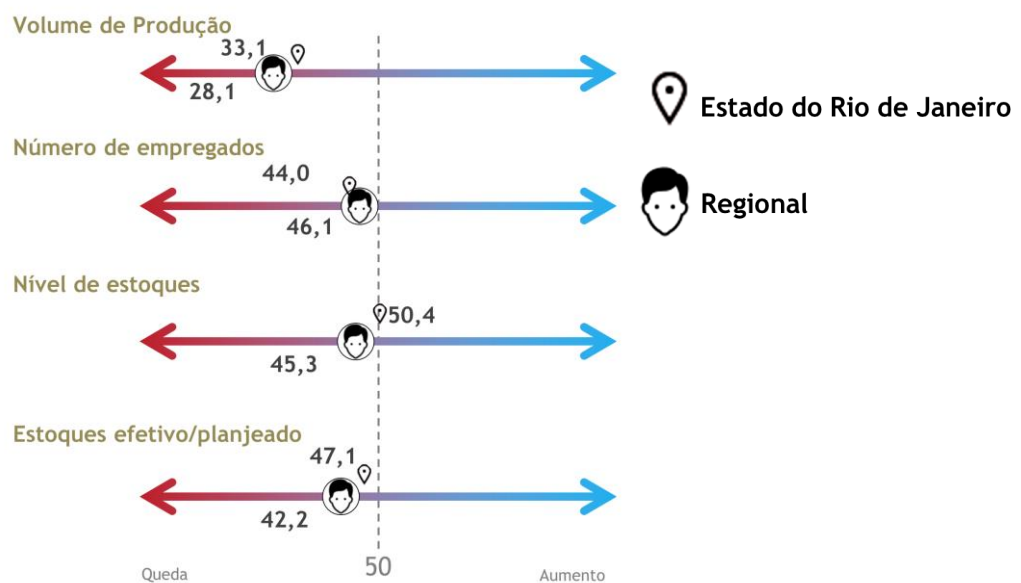 Volume de Produção
33,1
28,1
Estado do Rio de Janeiro
Número de empregados
44,0
46,1
Regional
Nível de estoques
50,4
45,3
Estoques efetivo/planjeado
47,1
42,2
Queda
50
Aumento